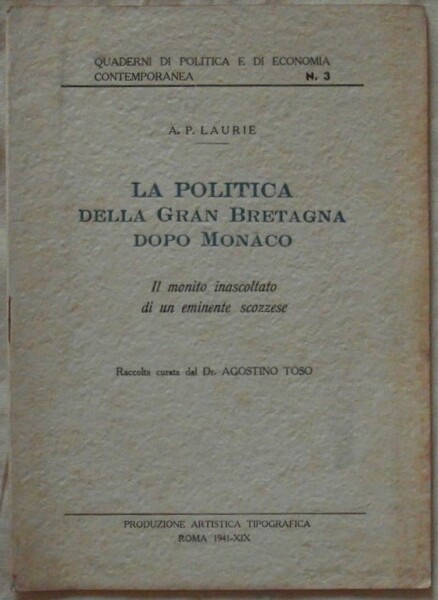 QUADERNI DI POLITICA E DI ECONOMIA
CONTEMPORANEA N. 3
A. P. LAURIE
LA POLITICA
DELLA GRAN BRETAGNA
DOPO MONACO
Il monito inascoltato
di un eminente scozzese
Raccolta curata dal Dr. AGOSTINO TOSO
PRODUZIONE ARTISTICA TIPOGRAFICA
ROMA 1941-XIX